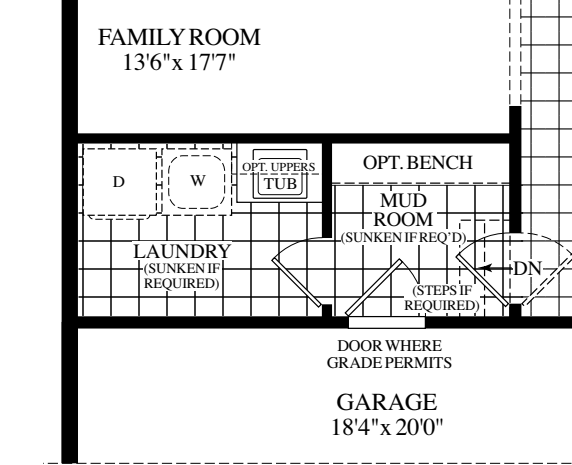 FAMILY ROOM
13'6"x 17'7"
D
W
OPT. UPPERS
TUB
OPT. BENCH
MUD
ROOM
(SUNKEN IF REQ'D)
LAUNDRY
(SUNKEN IF
REQUIRED)
DN
(STEPS IF
REQUIRED)
DOOR WHERE
GRADE PERMITS
GARAGE
18'4"x 20'0"